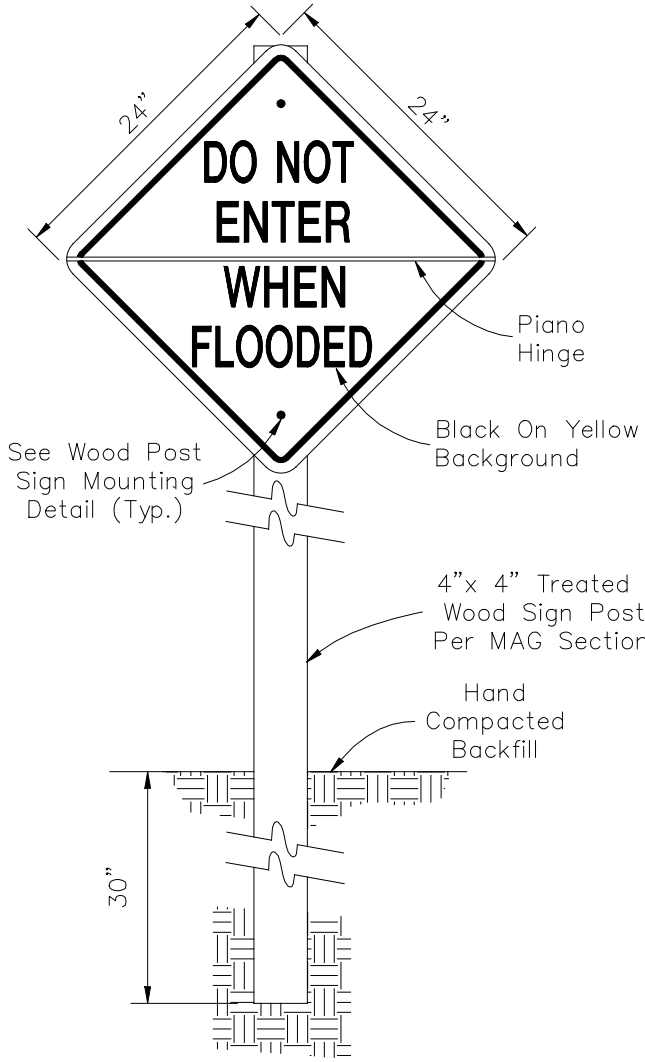 24”
24”
DO NOT
ENTER
WHEN
FLOODED
Piano
Hinge
Black On Yellow
Background
See Wood Post
Sign Mounting
Detail (Typ.)
4”x 4” Treated
Wood Sign Post
Per MAG Section
Hand
Compacted
Backfill
30”